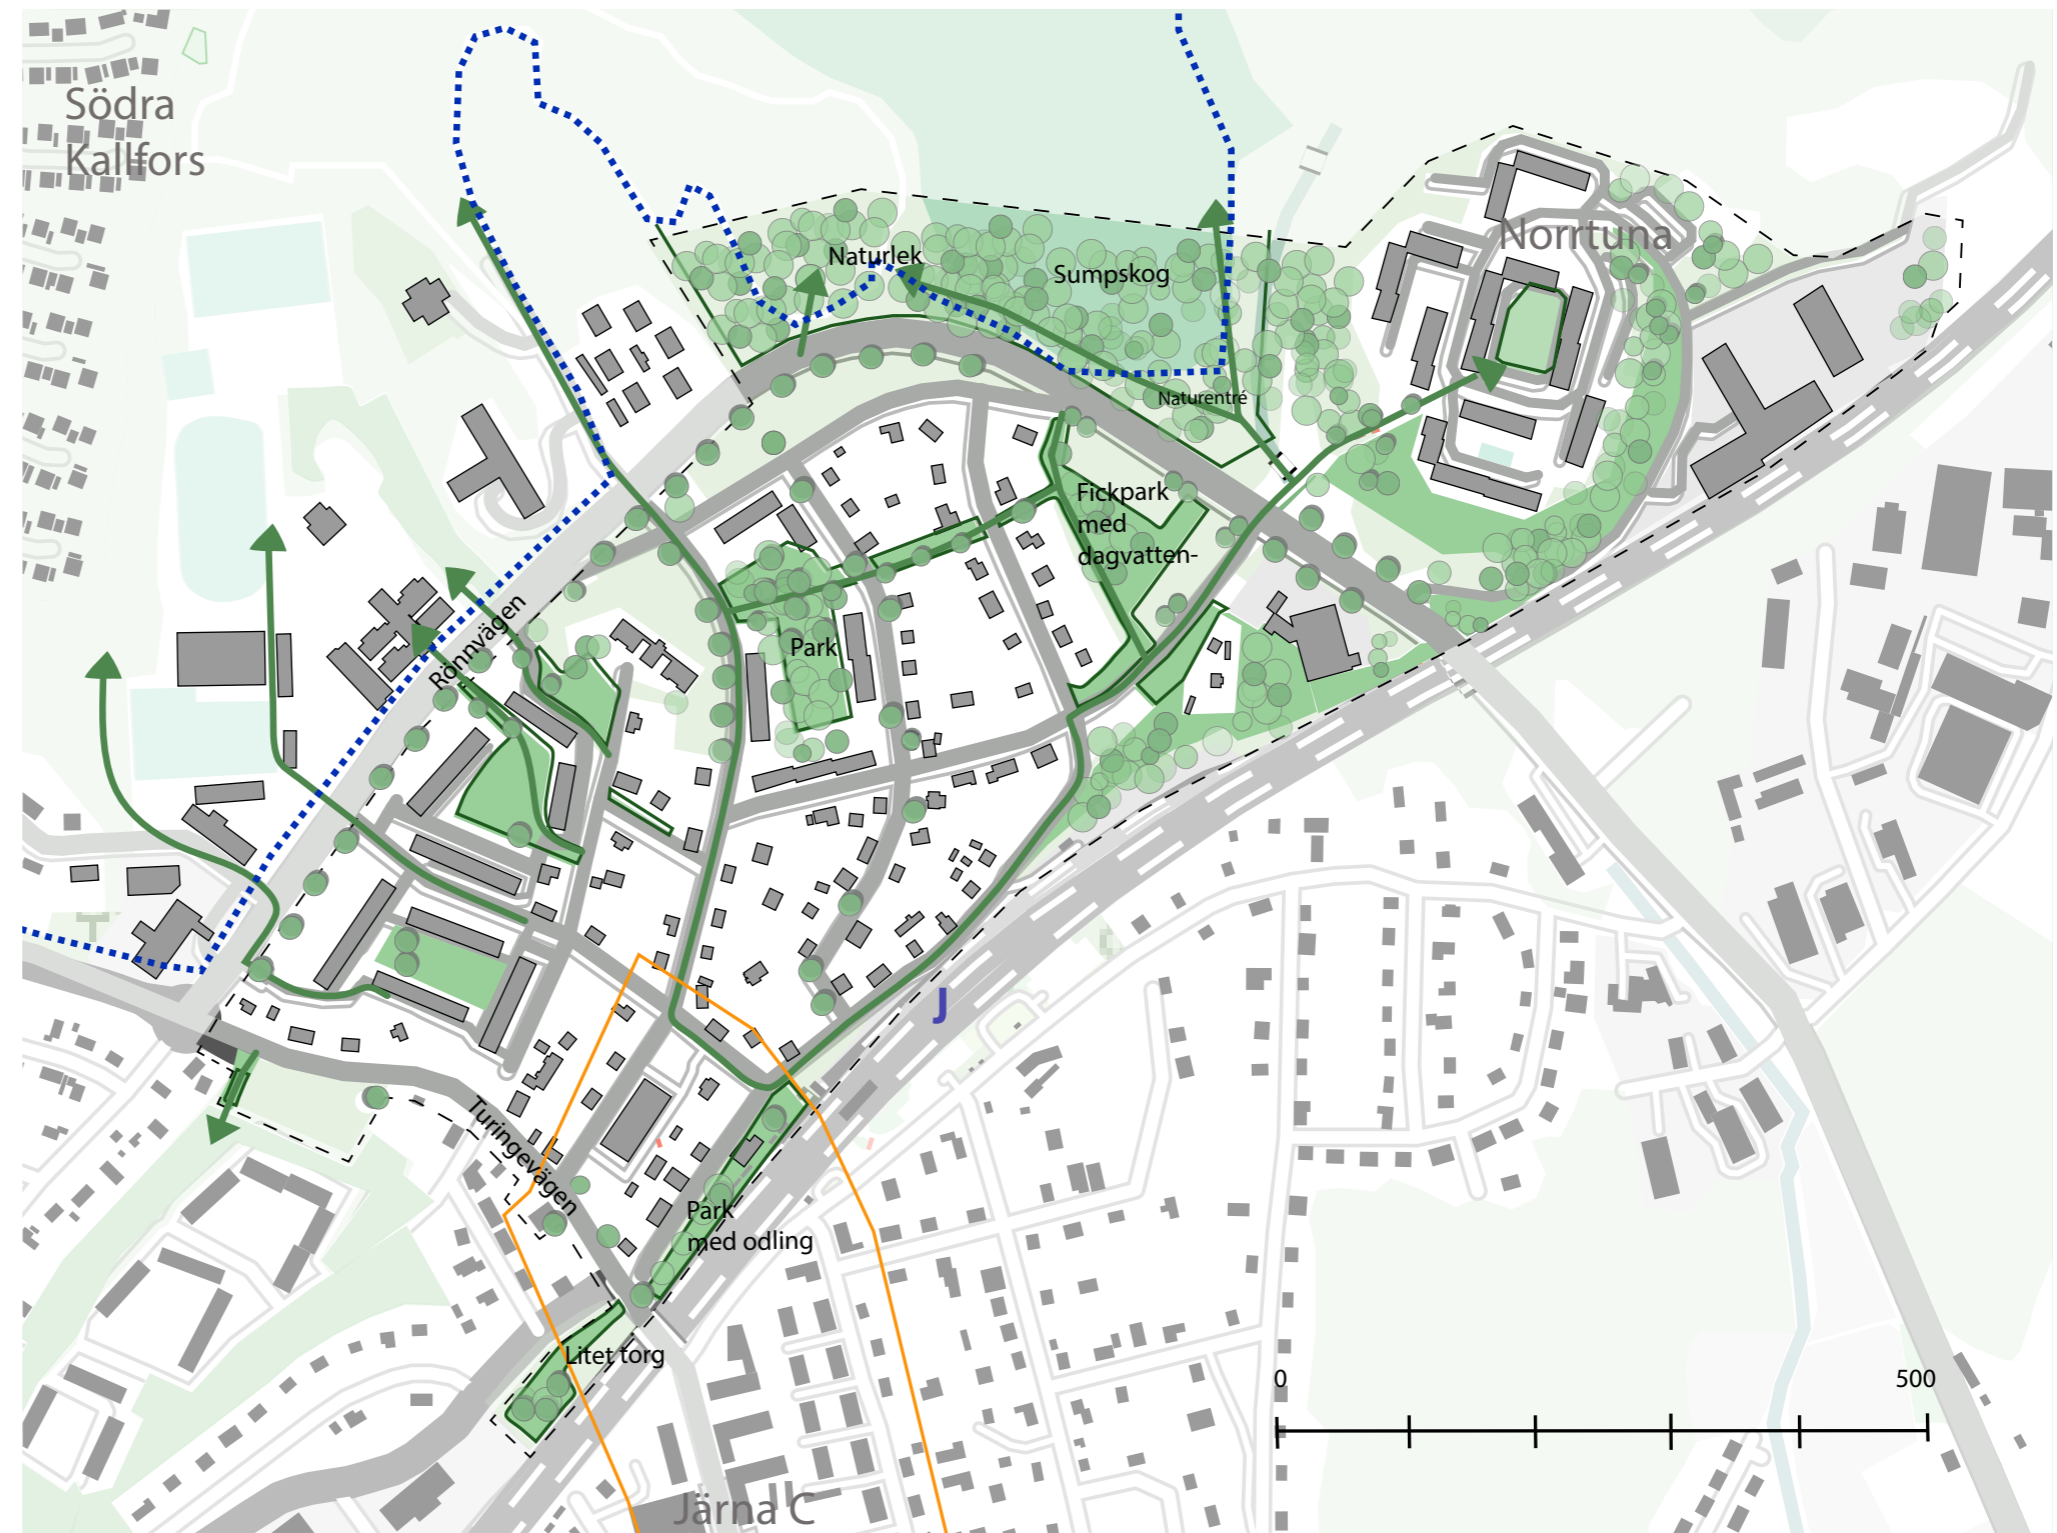 Södra
Kallfors
Norrtuna
Naturlek
Sumpskog
Naturentré
Fickpark
med
dagvatten-
Park
Rönnvägen
J
Turingevägen
Park
med odling
Litet torg
0
500
Järna C